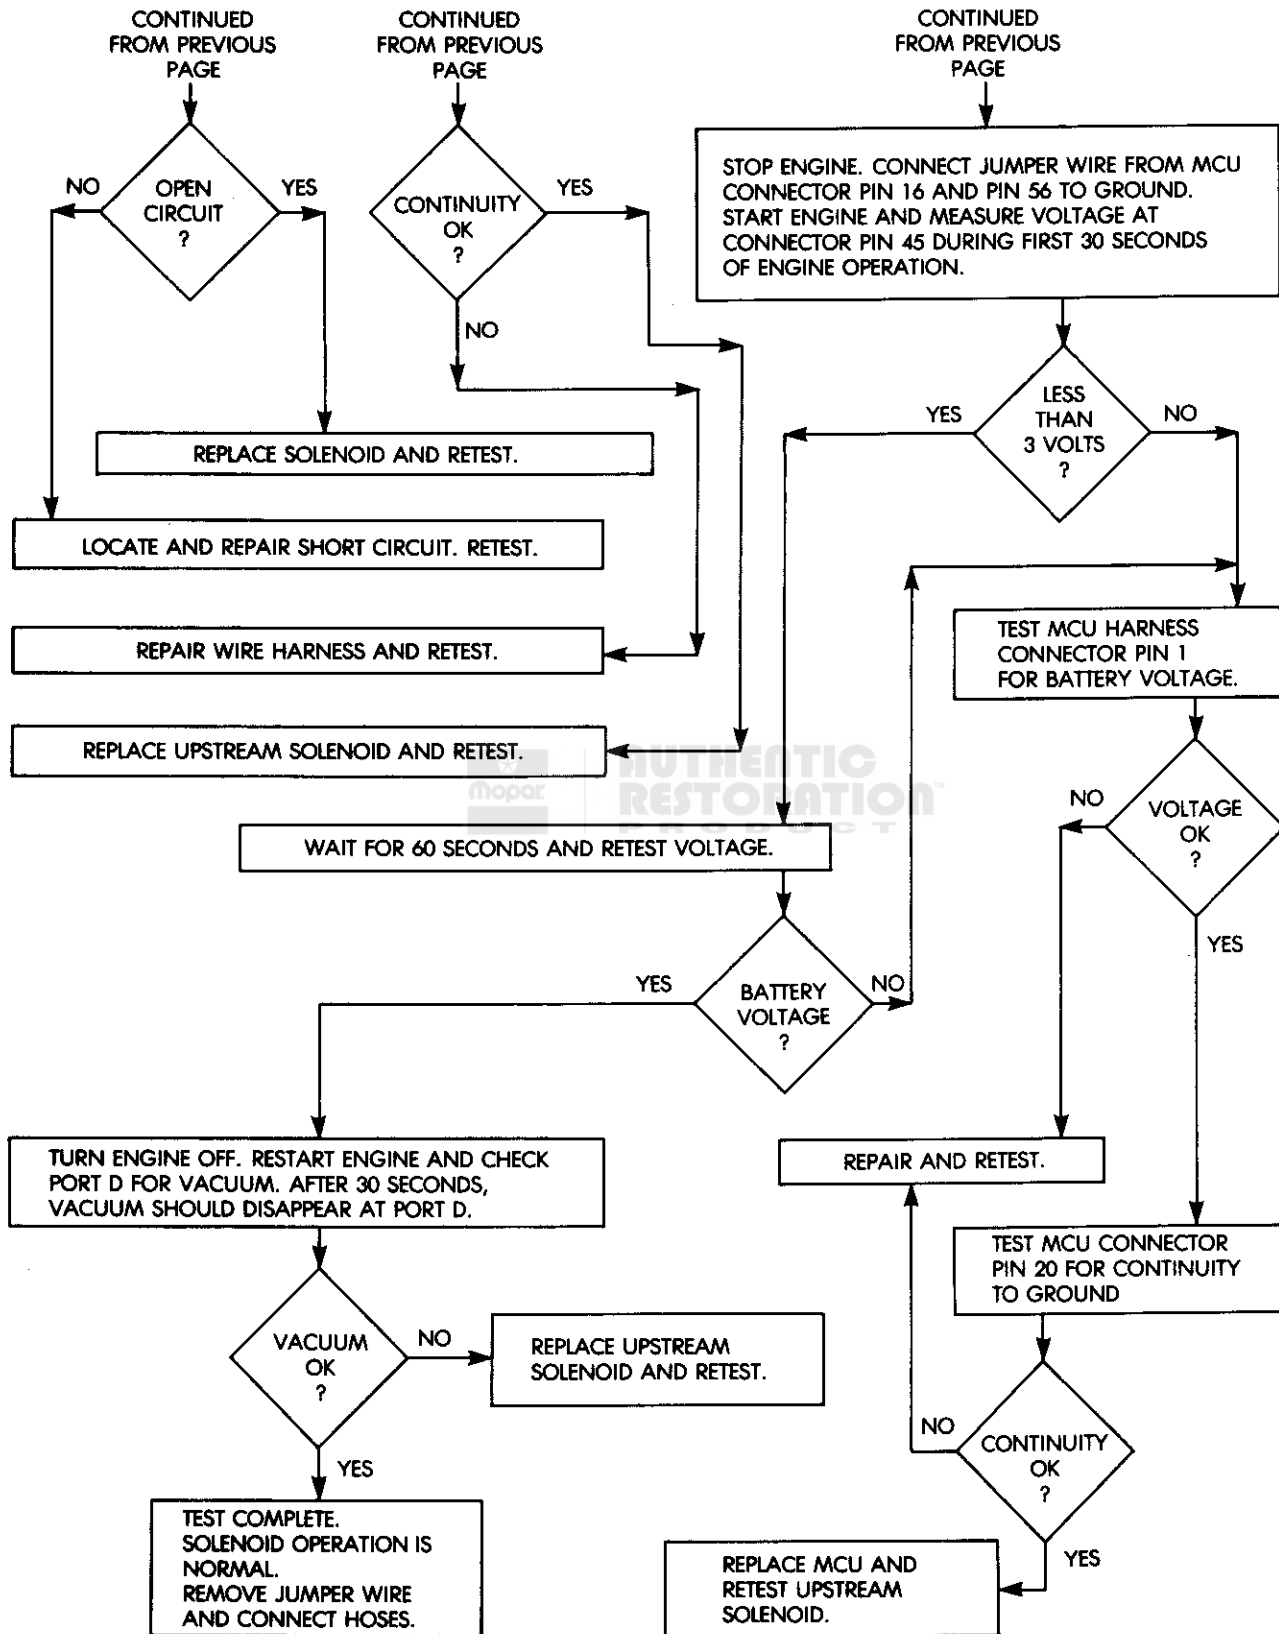 CONTINUED
FROM PREVIOUS
PAGE
CONTINUED
FROM PREVIOUS
PAGE
CONTINUED
FROM PREVIOUS
PAGE
NO
OPEN
CIRCUIT
?
YES
CONTINUITY
OK
?
YES
NO
STOP ENGINE. CONNECT JUMPER WIRE FROM MCU
CONNECTOR PIN 16 AND PIN 56 TO GROUND.
START ENGINE AND MEASURE VOLTAGE AT
CONNECTOR PIN 45 DURING FIRST 30 SECONDS
OF ENGINE OPERATION.
YES
LESS
THAN
3 VOLTS
?
NO
REPLACE SOLENOID AND RETEST.
LOCATE AND REPAIR SHORT CIRCUIT. RETEST.
REPAIR WIRE HARNESS AND RETEST.
REPLACE UPSTREAM SOLENOID AND RETEST.
TEST MCU HARNESS
CONNECTOR PIN 1
FOR BATTERY VOLTAGE.
Mopar
AUTHENTIC
RESTORATION™
PRODUCT
NO
VOLTAGE
OK
?
YES
WAIT FOR 60 SECONDS AND RETEST VOLTAGE.
YES
BATTERY
VOLTAGE
?
NO
TURN ENGINE OFF. RESTART ENGINE AND CHECK
PORT D FOR VACUUM. AFTER 30 SECONDS,
VACUUM SHOULD DISAPPEAR AT PORT D.
REPAIR AND RETEST.
TEST MCU CONNECTOR
PIN 20 FOR CONTINUITY
TO GROUND
VACUUM
OK
?
NO
REPLACE UPSTREAM
SOLENOID AND RETEST.
YES
NO
CONTINUITY
OK
?
YES
TEST COMPLETE.
SOLENOID OPERATION IS
NORMAL.
REMOVE JUMPER WIRE
AND CONNECT HOSES.
REPLACE MCU AND
RETEST UPSTREAM
SOLENOID.